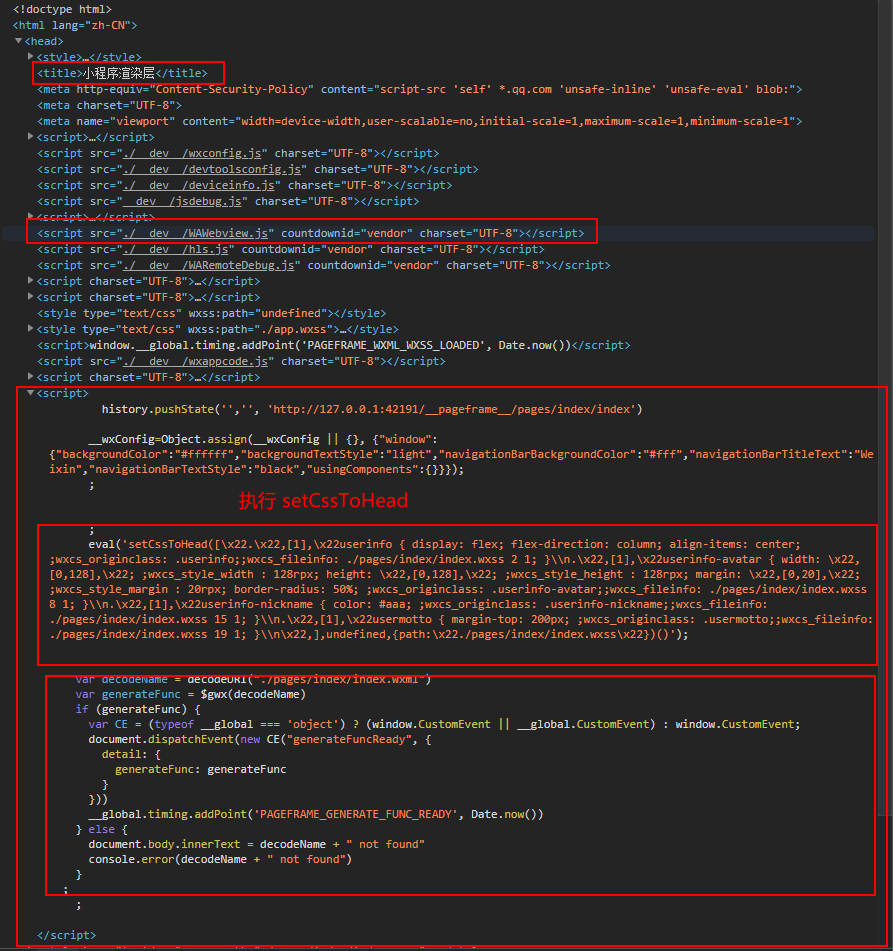 <!doctype html>
<html lang="zh-CN">
▼<head>
▶<style>…</style>
<title>小程序渲染层</title>
<meta http-equiv="Content-Security-Policy" content="script-src 'self' *.qq.com 'unsafe-inline' 'unsafe-eval' blob:">
<meta charset="UTF-8">
<meta name="viewport" content="width=device-width,user-scalable=no,initial-scale=1,maximum-scale=1,minimum-scale=1">
▶<script>…</script>
<script src="./__dev__/wxconfig.js" charset="UTF-8"></script>
<script src="./__dev__/devtoolsconfig.js" charset="UTF-8"></script>
<script src="./__dev__/deviceinfo.js" charset="UTF-8"></script>
<script src="__dev__/jsdebug.js" charset="UTF-8"></script>
▶<script>…</script>
<script src="./__dev__/WAWebview.js" countdownid="vendor" charset="UTF-8"></script>
<script src="./__dev__/hls.js" countdownid="vendor" charset="UTF-8"></script>
<script src="./__dev__/WARemoteDebug.js" countdownid="vendor" charset="UTF-8"></script>
▶<script charset="UTF-8">…</script>
▶<script charset="UTF-8">…</script>
<style type="text/css" wxss:path="undefined"></style>
▶<style type="text/css" wxss:path="./app.wxss">…</style>
<script>window.__global.timing.addPoint('PAGEFRAME_WXML_WXSS_LOADED', Date.now())</script>
<script src="./__dev__/wxappcode.js" charset="UTF-8"></script>
▶<script charset="UTF-8">…</script>
▼<script>
history.pushState('','', 'http://127.0.0.1:42191/__pageframe__/pages/index/index')
__wxConfig=Object.assign(__wxConfig || {}, {"window":
{"backgroundColor":"#ffffff","backgroundTextStyle":"light","navigationBarBackgroundColor":"#fff","navigationBarTitleText":"We
ixin","navigationBarTextStyle":"black","usingComponents":{}}});
;
执行 setCssToHead
;
eval('setCssToHead([\x22.\x22,[1],\x22userinfo { display: flex; flex-direction: column; align-items: center;
;wxcs_originclass: .userinfo;;wxcs_fileinfo: ./pages/index/index.wxss 2 1; }\\n.\x22,[1],\x22userinfo-avatar { width: \x22,
[0,128],\x22; ;wxcs_style_width : 128rpx; height: \x22,[0,128],\x22; ;wxcs_style_height : 128rpx; margin: \x22,[0,20],\x22;
;wxcs_style_margin : 20rpx; border-radius: 50%; ;wxcs_originclass: .userinfo-avatar;;wxcs_fileinfo: ./pages/index/index.wxss
8 1; }\\n.\x22,[1],\x22userinfo-nickname { color: #aaa; ;wxcs_originclass: .userinfo-nickname;;wxcs_fileinfo:
./pages/index/index.wxss 15 1; }\\n.\x22,[1],\x22usermotto { margin-top: 200px; ;wxcs_originclass: .usermotto;;wxcs_fileinfo:
./pages/index/index.wxss 19 1; }\\n\x22,],undefined,{path:\x22./pages/index/index.wxss\x22})()');
var decodeName = decodeURI("./pages/index/index.wxml")
var generateFunc = $gwx(decodeName)
if (generateFunc) {
var CE = (typeof __global === 'object') ? (window.CustomEvent || __global.CustomEvent) : window.CustomEvent;
document.dispatchEvent(new CE("generateFuncReady", {
detail: {
generateFunc: generateFunc
}
}))
__global.timing.addPoint('PAGEFRAME_GENERATE_FUNC_READY', Date.now())
} else {
document.body.innerText = decodeName + " not found"
console.error(decodeName + " not found")
}
;
;
</script>